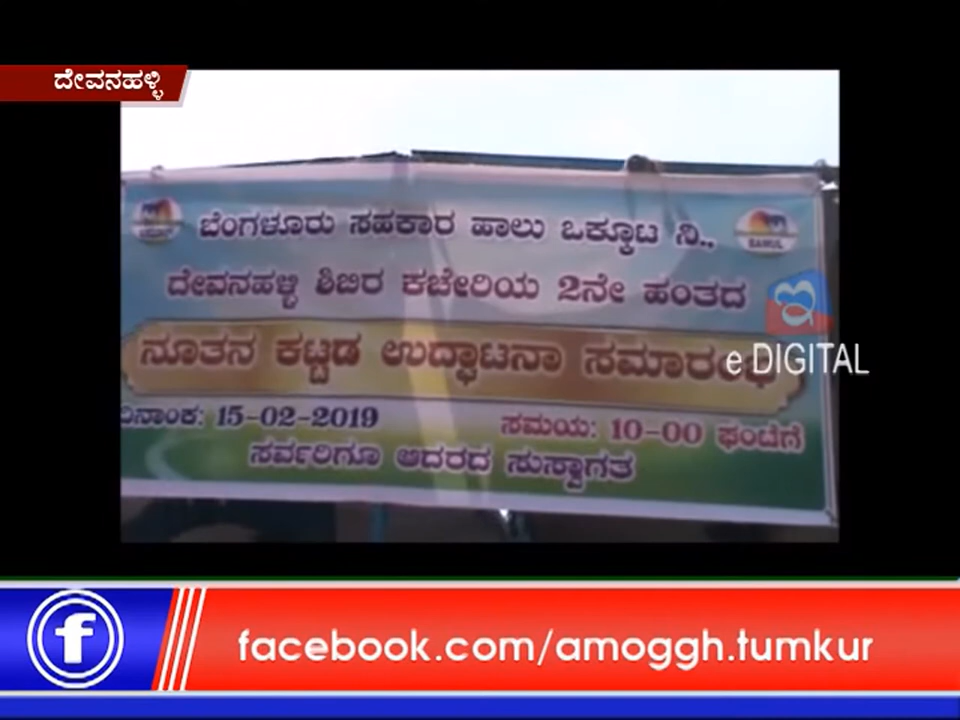 ದೇವನಹಳ್ಳಿ
ಬೆಂಗಳೂರು ಸಹಕಾರ ಹಾಲು ಒಕ್ಕೂಟ ನಿ.,
BAMUL
ದೇವನಹಳ್ಳಿ ಶಿಬಿರ ಕಚೇರಿಯ 2ನೇ ಹಂತದ
ನೂತನ ಕಟ್ಟಡ ಉದ್ಘಾಟನಾ ಸಮಾರಂಭ
e DIGITAL
ದಿನಾಂಕ: 15-02-2019 ಸಮಯ: 10-00 ಘಂಟೆಗೆ
ಸರ್ವರಿಗೂ ಆದರದ ಸುಸ್ವಾಗತ
facebook.com/amoggh.tumkur